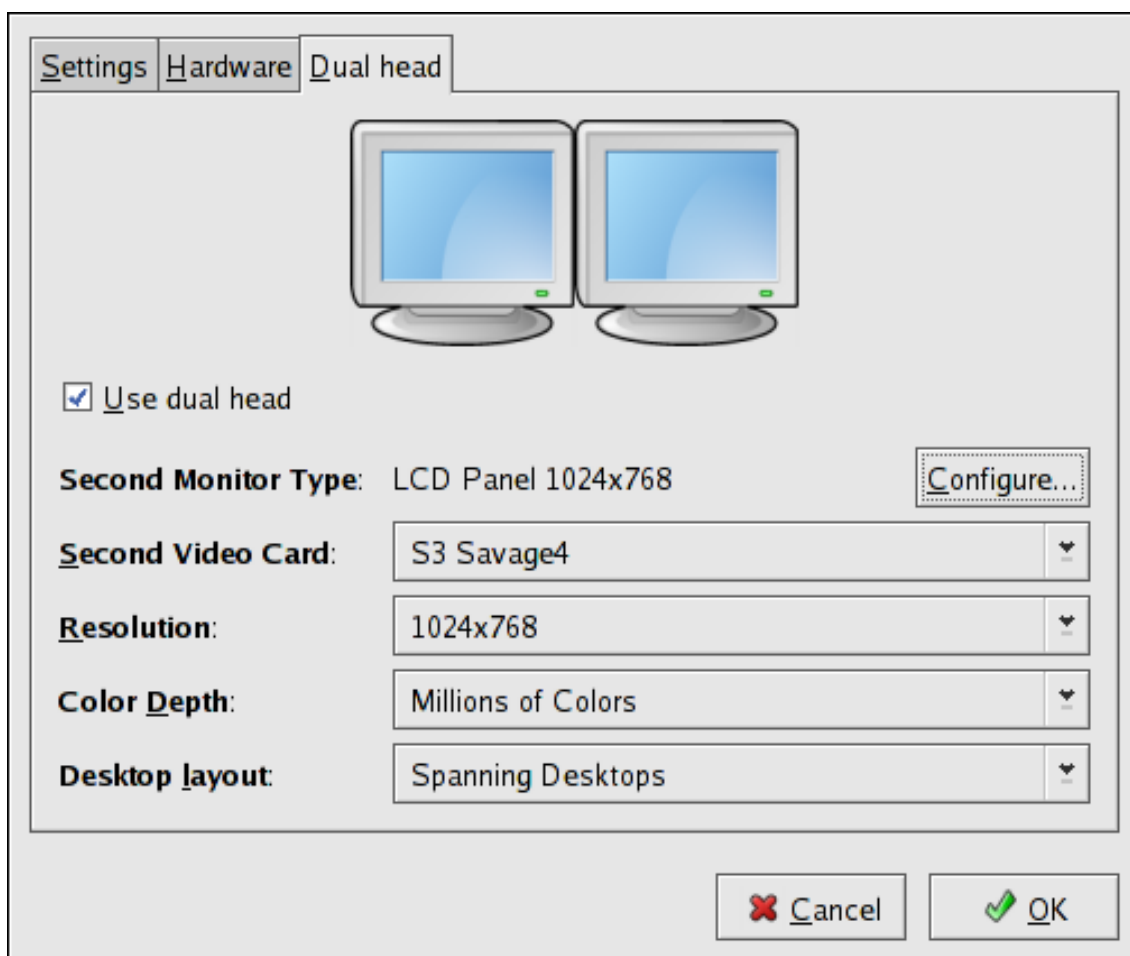 Settings Hardware Dual head
Use dual head
Second Monitor Type: LCD Panel 1024x768 Configure...
Second Video Card: S3 Savage4
Resolution: 1024x768
Color Depth: Millions of Colors
Desktop layout: Spanning Desktops
Cancel OK